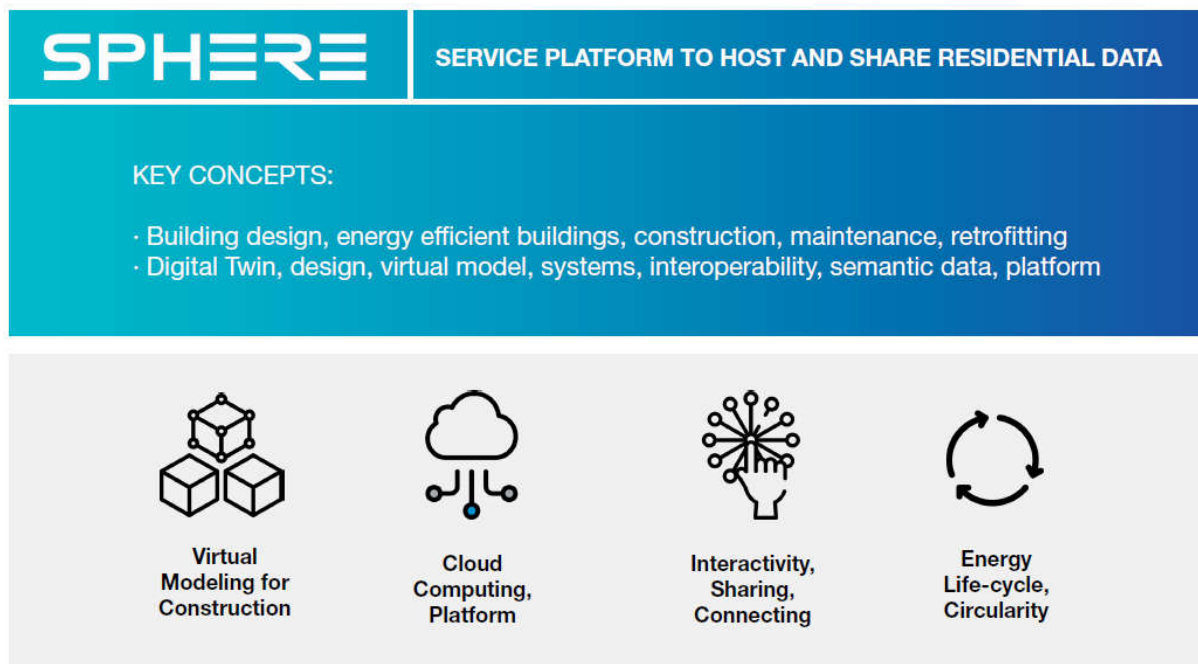 SPHERE
SERVICE PLATFORM TO HOST AND SHARE RESIDENTIAL DATA
KEY CONCEPTS:
· Building design, energy efficient buildings, construction, maintenance, retrofitting
· Digital Twin, design, virtual model, systems, interoperability, semantic data, platform
Virtual
Modeling for
Construction
Cloud
Computing,
Platform
Interactivity,
Sharing,
Connecting
Energy
Life-cycle,
Circularity